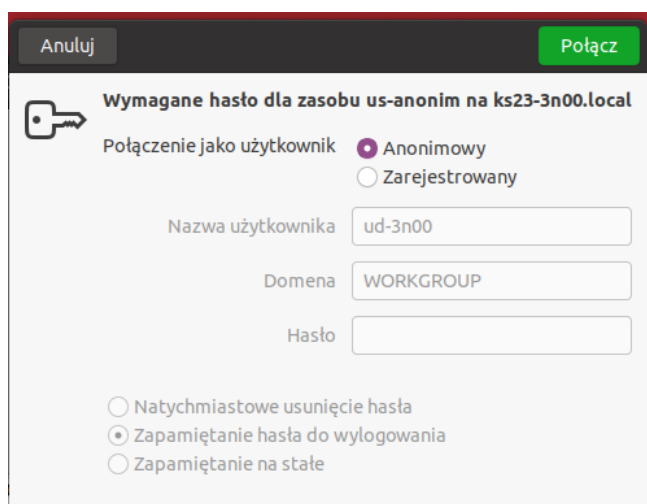 Anuluj
Połącz
Wymagane hasło dla zasobu us-anonim na ks23-3n00.local
Połączenie jako użytkownik
Anonimowy
Zarejestrowany
Nazwa użytkownika
ud-3n00
Domena
WORKGROUP
Hasło
Natychmiastowe usunięcie hasła
Zapamiętanie hasła do wylogowania
Zapamiętanie na stałe